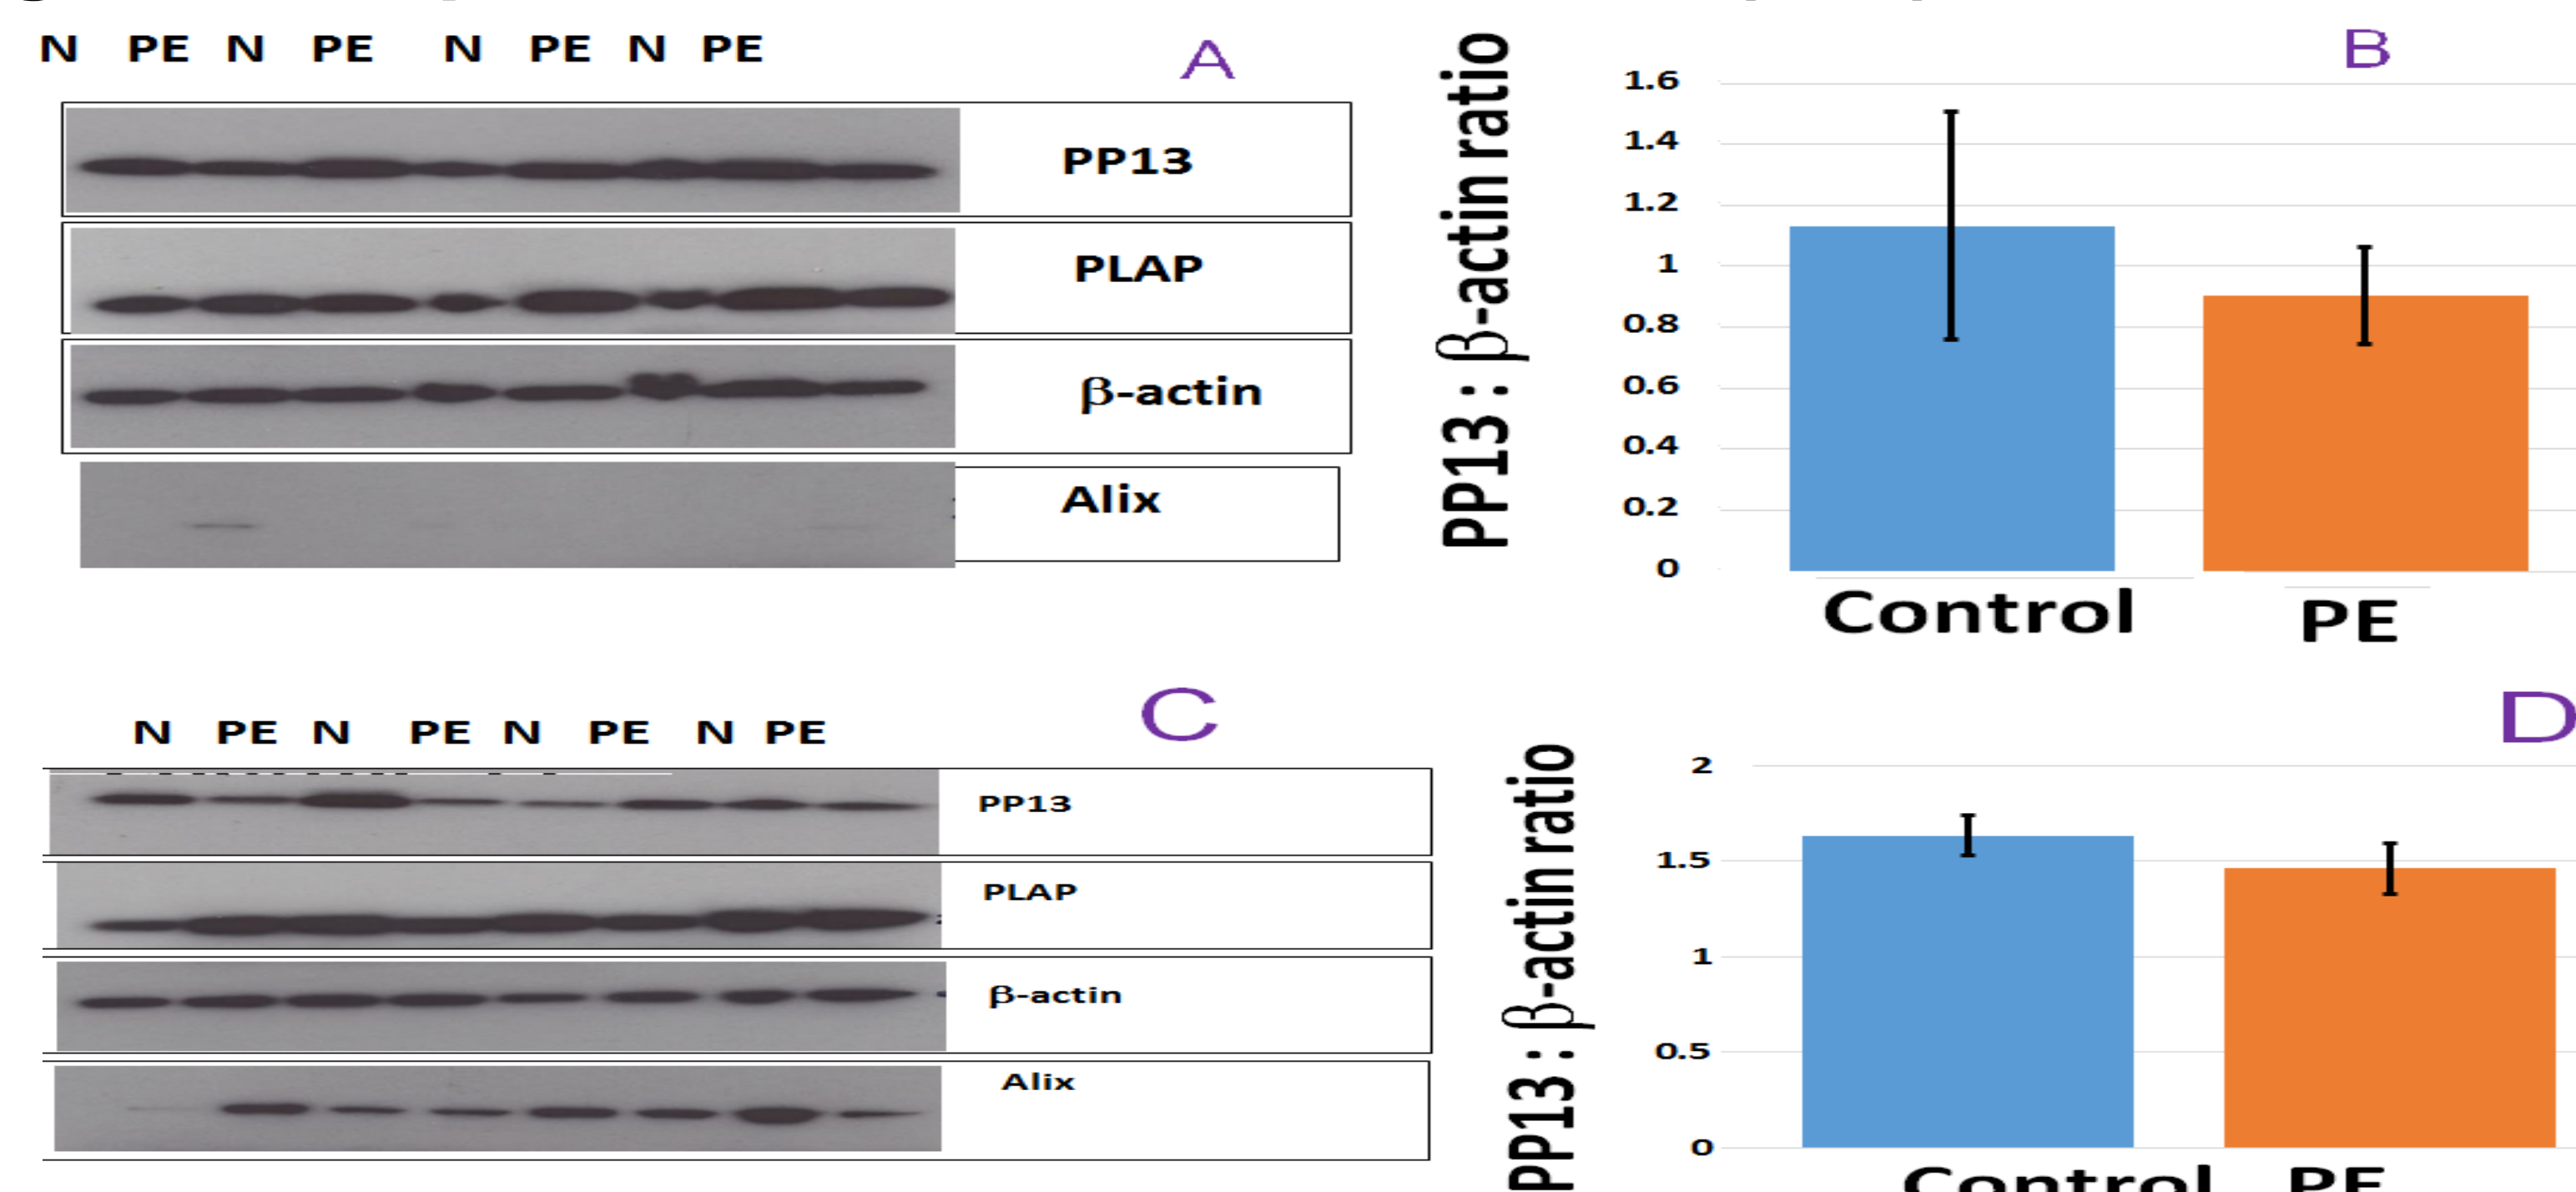 N PE N PE N PE N PE
A
PP13
PLAP
β-actin
Alix
B
PP13 : β-actin ratio
1.6
1.4
1.2
1
0.8
0.6
0.4
0.2
0
Control PE
C
N PE N PE N PE N PE
PP13
PLAP
β-actin
Alix
D
PP13 : β-actin ratio
2
1.5
1
0.5
0
Control PE